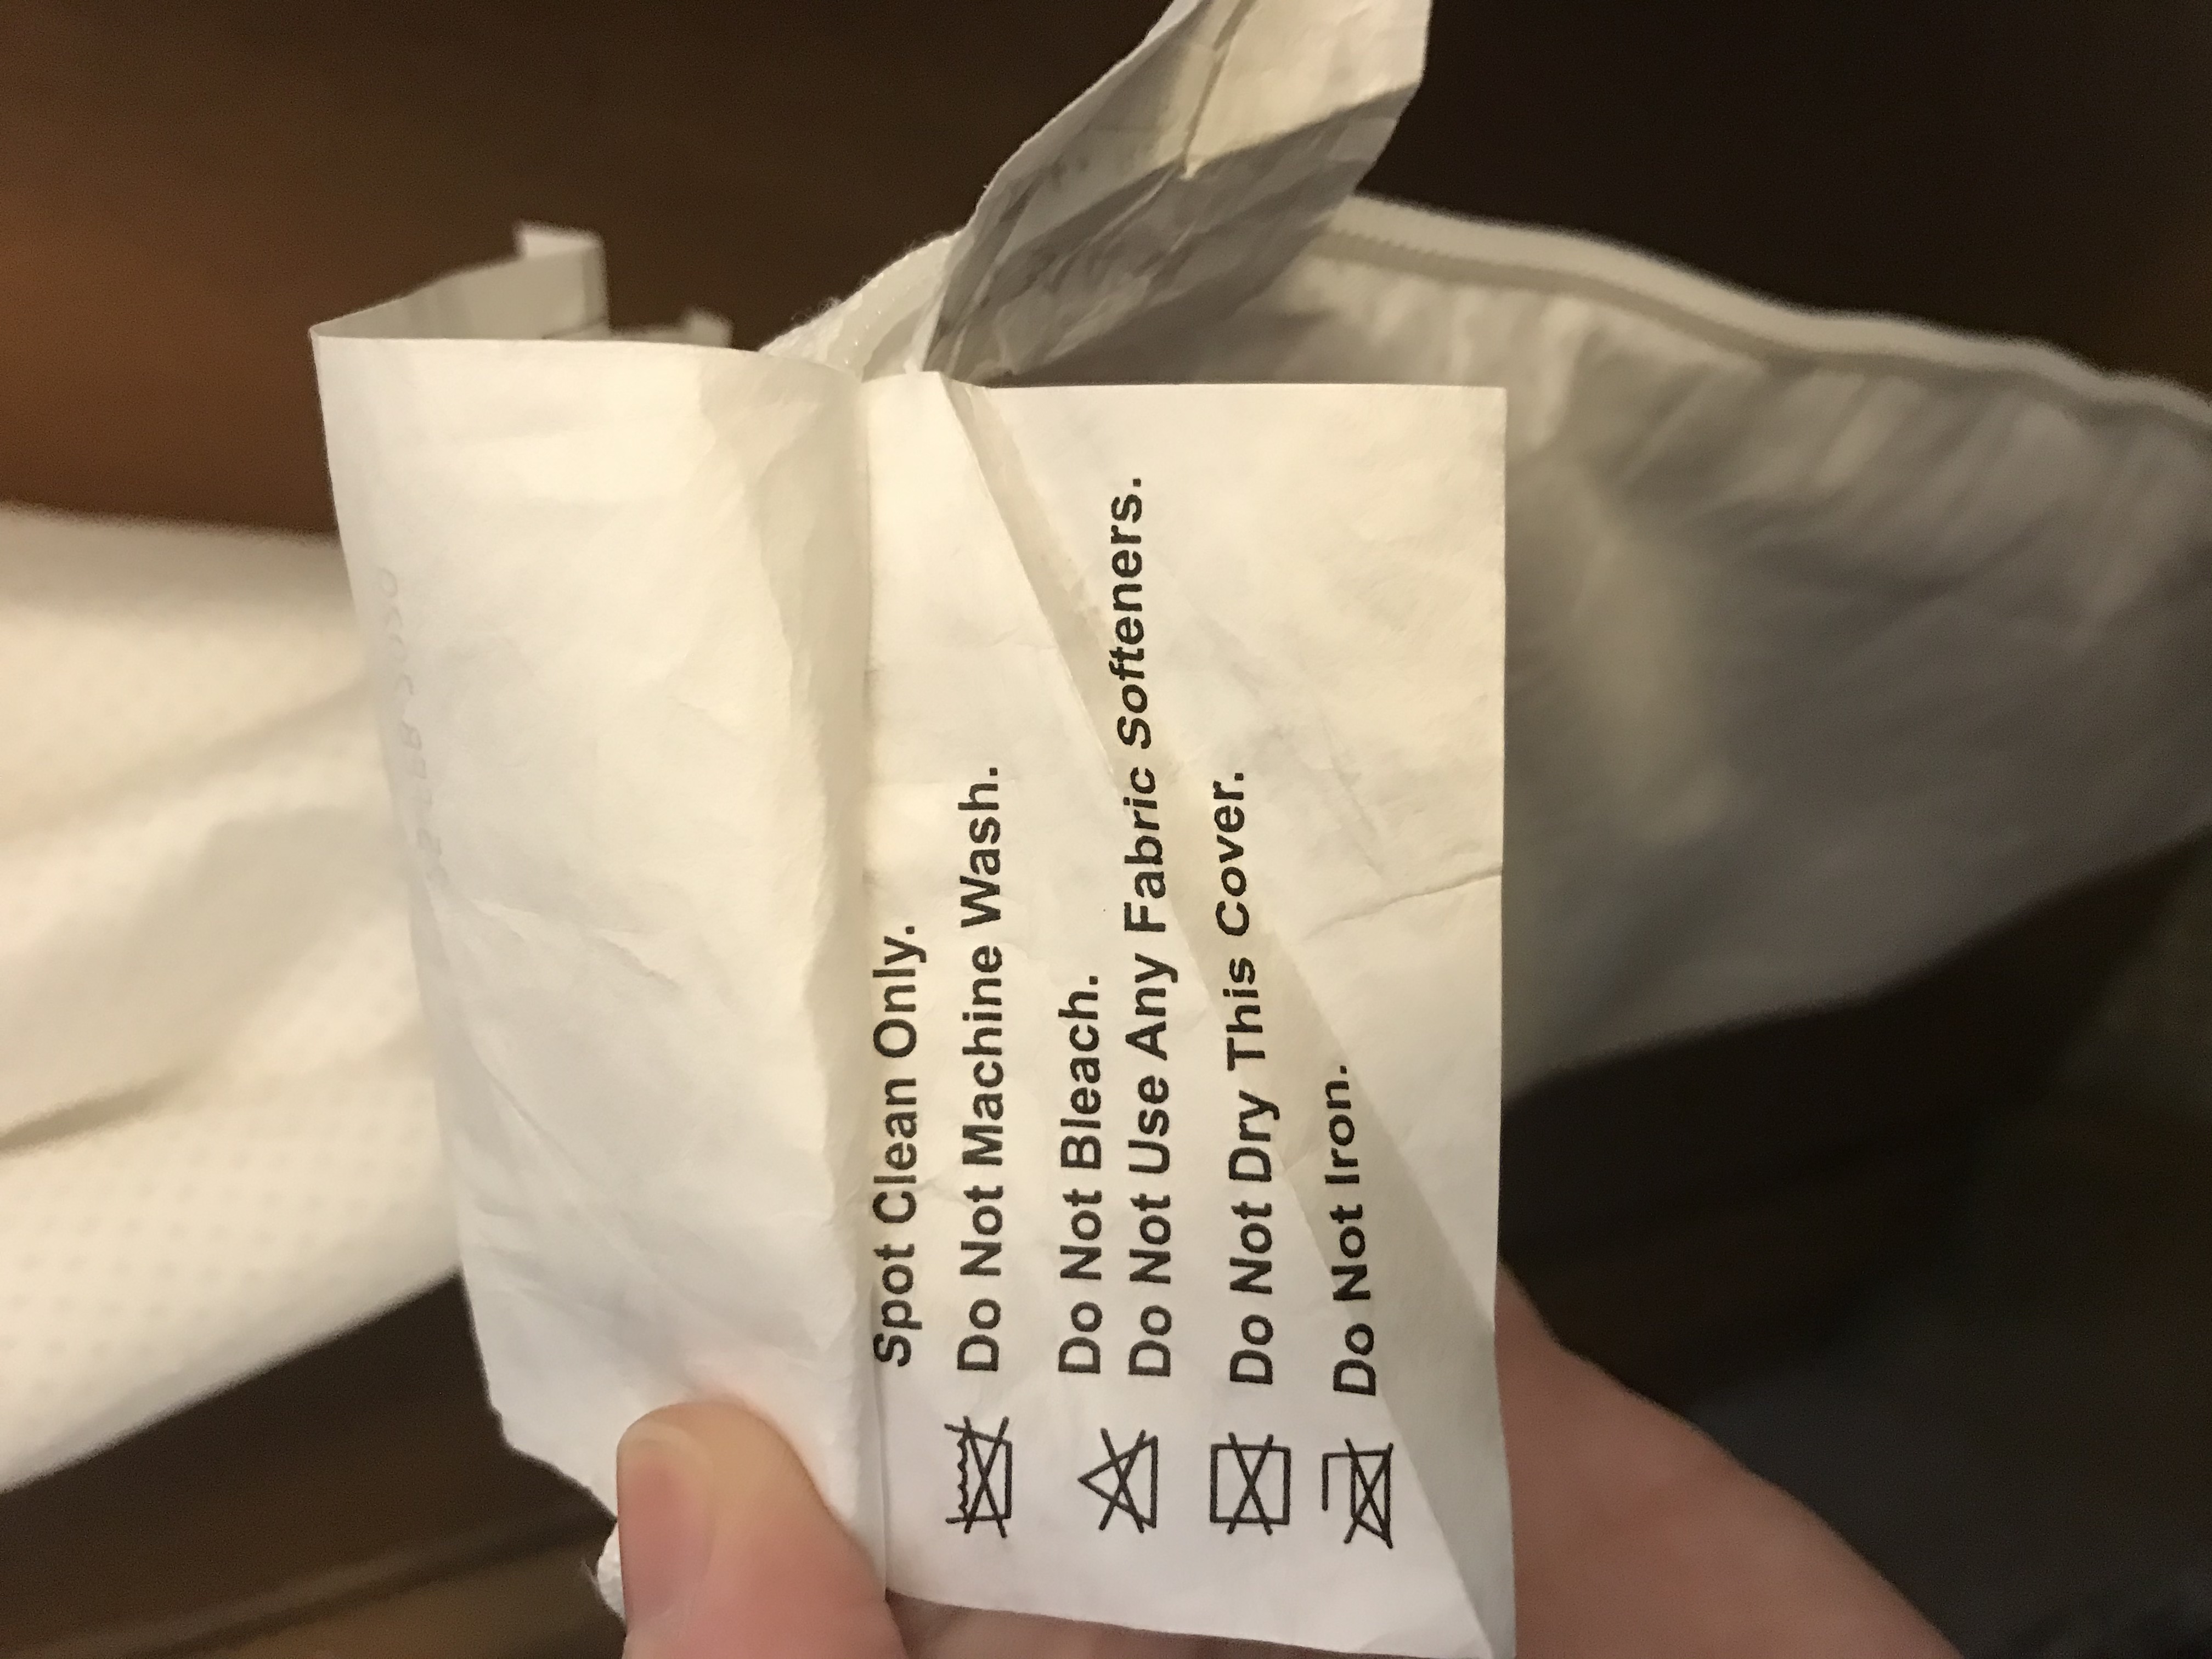 Spot Clean Only.
Do Not Machine Wash.
Do Not Bleach.
Do Not Use Any Fabric Softeners.
Do Not Dry This Cover.
Do Not Iron.